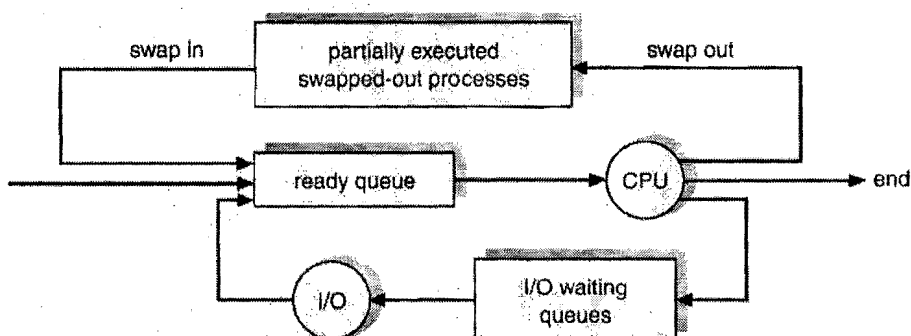 swap in
partially executed
swapped-out processes
swap out
ready queue
CPU
end
I/O
I/O waiting
queues